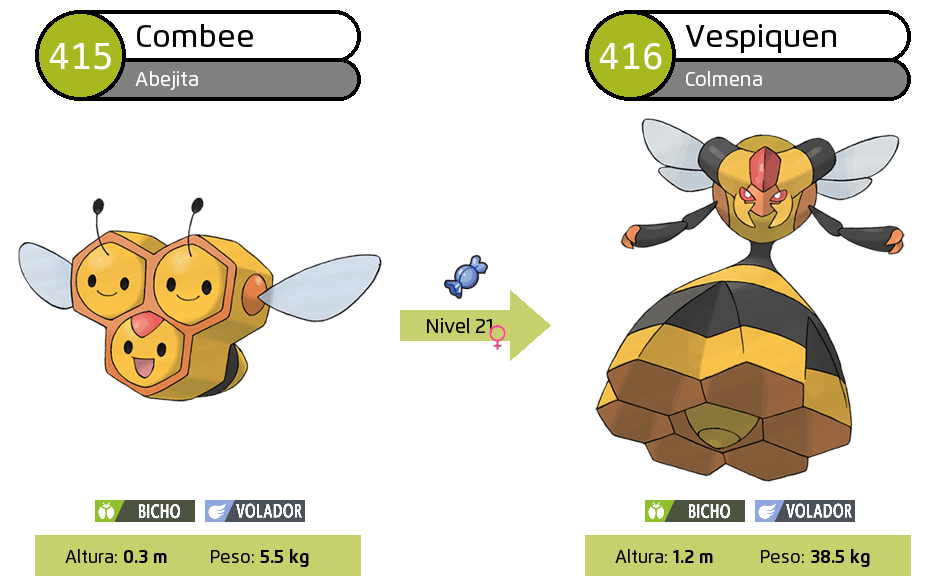 415
Combee
Abejita
416
Vespiquen
Colmena
Nivel 21♀
BICHO VOLADOR
BICHO VOLADOR
Altura: 0.3 m Peso: 5.5 kg
Altura: 1.2 m Peso: 38.5 kg